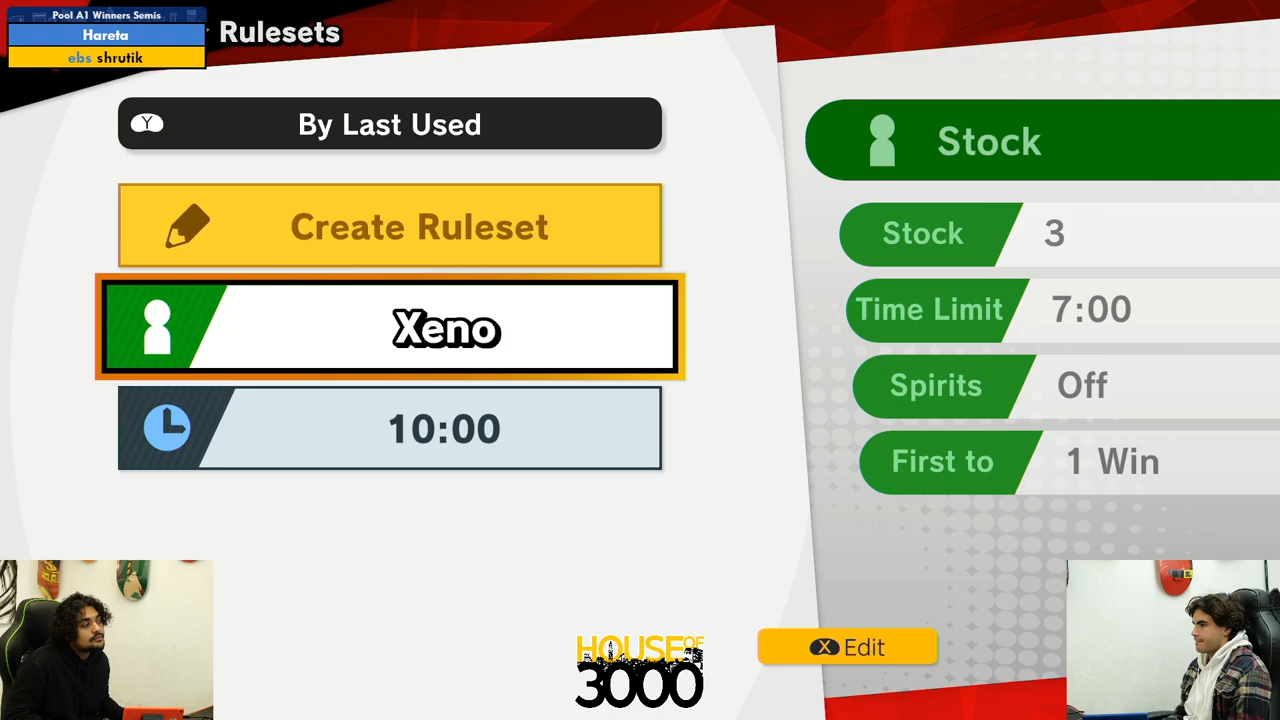 Pool A1 Winners Semis
Hareta
ebs shrutik
Rulesets
Y By Last Used
Create Ruleset
Xeno
10:00
Stock
Stock 3
Time Limit 7:00
Spirits Off
First to 1 Win
X Edit
HOUSE OF
3000